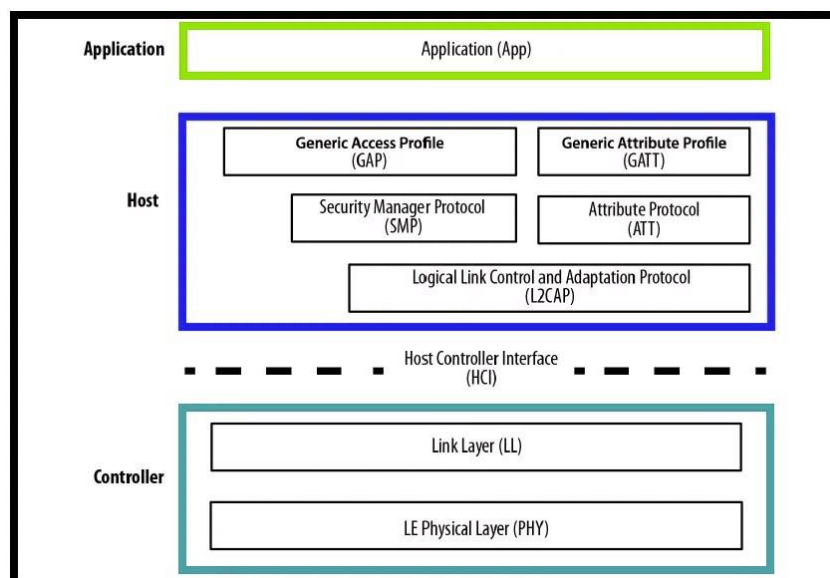 Application
Application (App)
Host
Generic Access Profile
(GAP)
Generic Attribute Profile
(GATT)
Security Manager Protocol
(SMP)
Attribute Protocol
(ATT)
Logical Link Control and Adaptation Protocol
(L2CAP)
Host Controller Interface
(HCI)
Controller
Link Layer (LL)
LE Physical Layer (PHY)